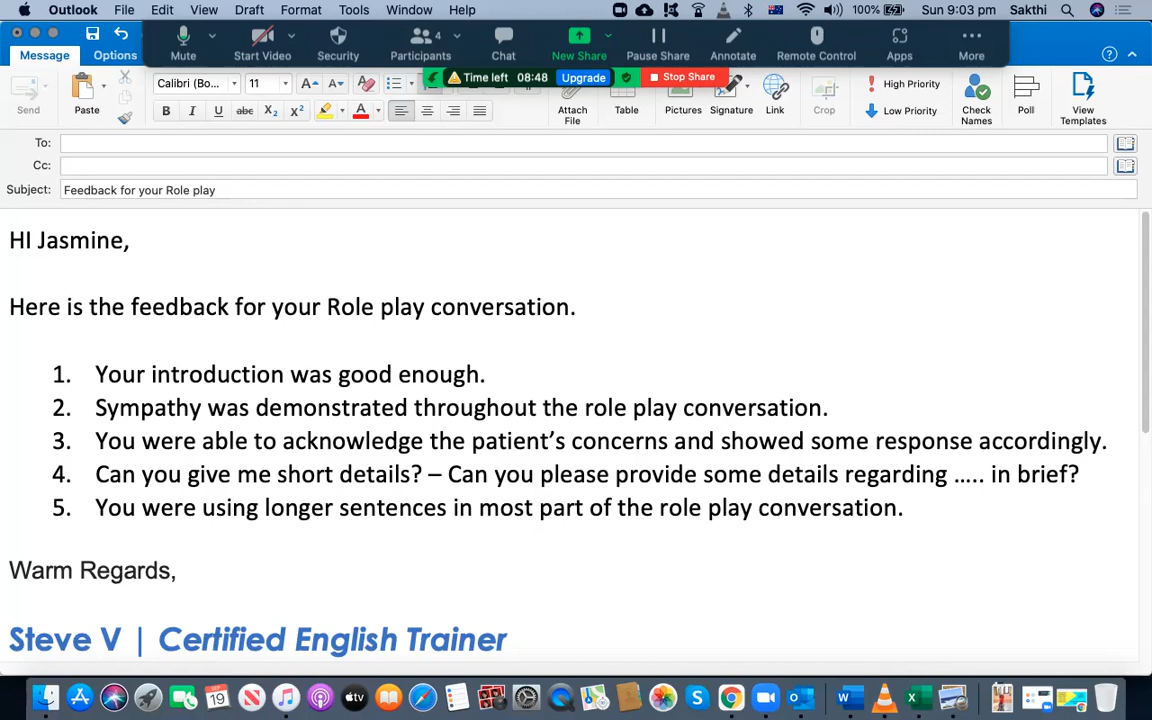 Outlook File Edit View Draft Format Tools Window Help 100% Sun 9:03 pm Sakthi
Message Options
Mute Start Video Security 4 Participants Chat New Share Pause Share Annotate Remote Control Apps More
Time left 08:48 Upgrade Stop Share
Send Paste Calibri (Bo... 11 A A
B I U abc X₂ X² A
Attach File Table Pictures Signature Link Crop High Priority Low Priority Check Names Poll View Templates
To:
Cc:
Subject: Feedback for your Role play
HI Jasmine,
Here is the feedback for your Role play conversation.
1. Your introduction was good enough.
2. Sympathy was demonstrated throughout the role play conversation.
3. You were able to acknowledge the patient’s concerns and showed some response accordingly.
4. Can you give me short details? – Can you please provide some details regarding ..... in brief?
5. You were using longer sentences in most part of the role play conversation.
Warm Regards,
Steve V | Certified English Trainer
SEP 19 tv S W X